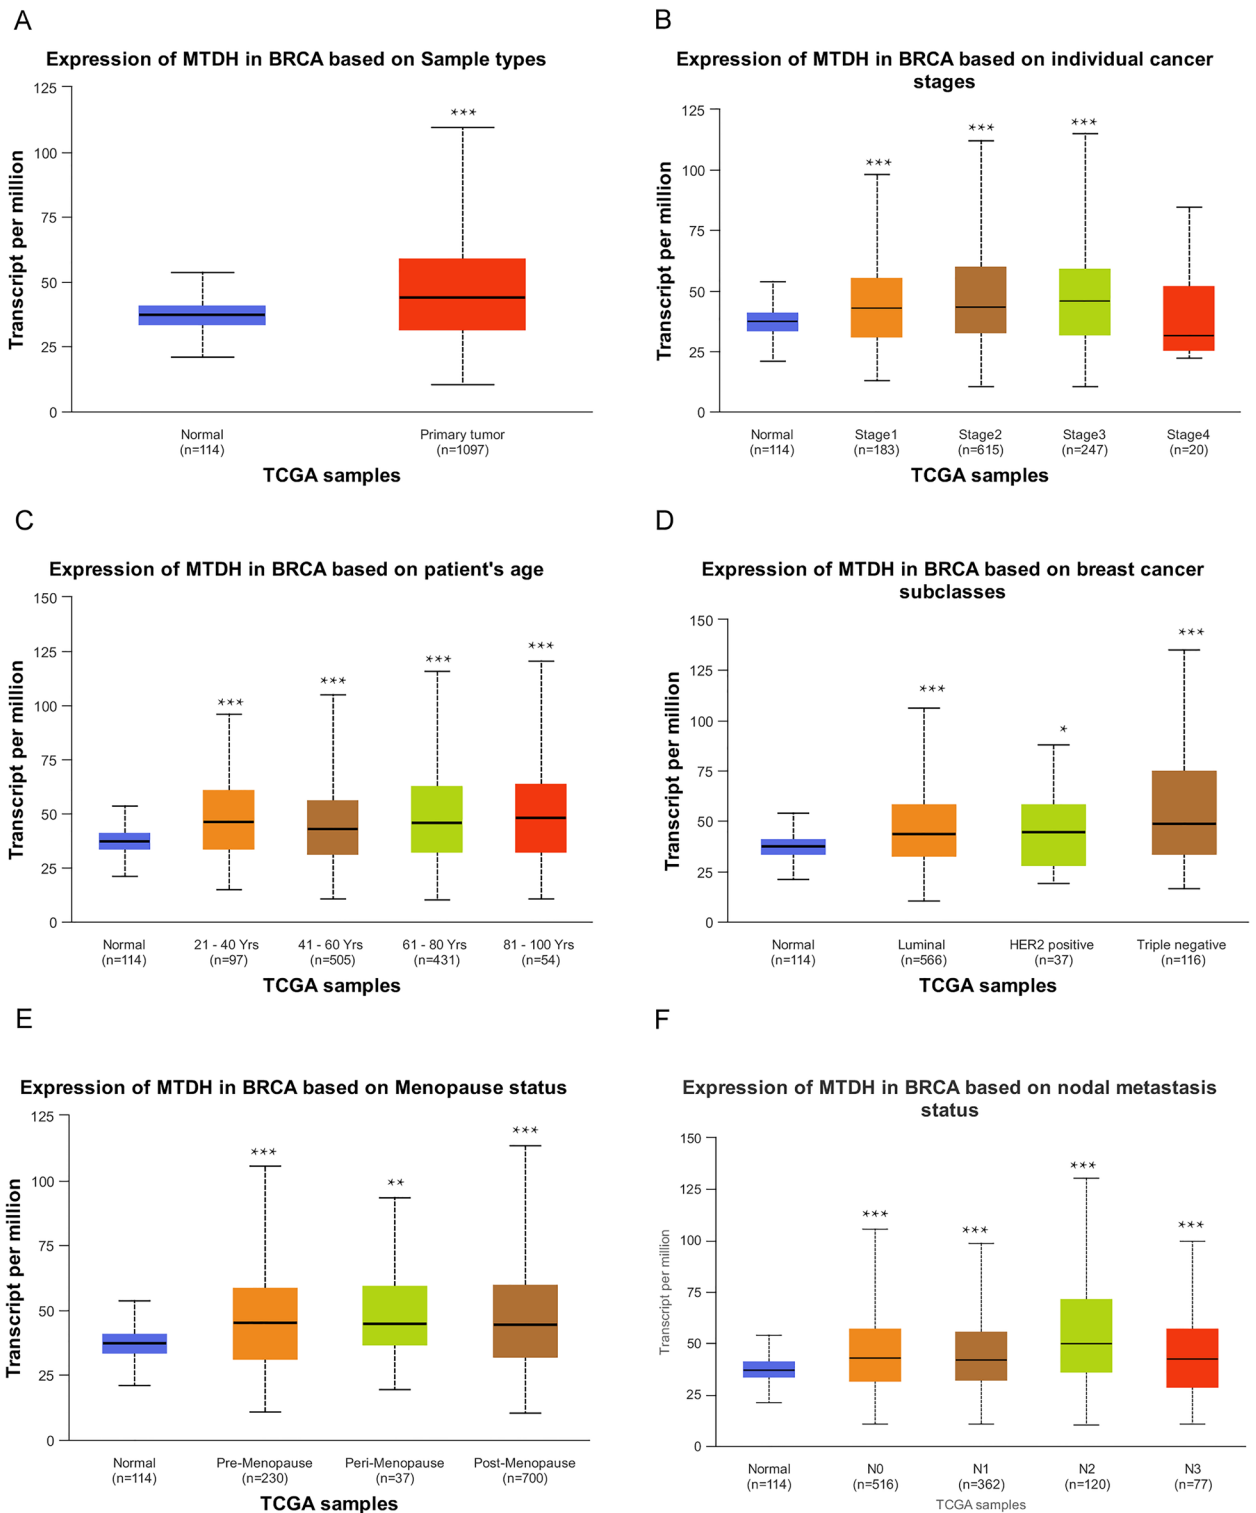 A
Expression of MTDH in BRCA based on Sample types
Transcript per million
125
100
75
50
25
0
***
Normal
(n=114)
Primary tumor
(n=1097)
TCGA samples
B
Expression of MTDH in BRCA based on individual cancer
stages
Transcript per million
125
100
75
50
25
0
***
***
***
Normal
(n=114)
Stage1
(n=183)
Stage2
(n=615)
Stage3
(n=247)
Stage4
(n=20)
TCGA samples
C
Expression of MTDH in BRCA based on patient's age
Transcript per million
150
125
100
75
50
25
0
***
***
***
***
Normal
(n=114)
21 - 40 Yrs
(n=97)
41 - 60 Yrs
(n=505)
61 - 80 Yrs
(n=431)
81 - 100 Yrs
(n=54)
TCGA samples
D
Expression of MTDH in BRCA based on breast cancer
subclasses
Transcript per million
150
125
100
75
50
25
0
***
*
***
Normal
(n=114)
Luminal
(n=566)
HER2 positive
(n=37)
Triple negative
(n=116)
TCGA samples
E
Expression of MTDH in BRCA based on Menopause status
Transcript per million
125
100
75
50
25
0
***
**
***
Normal
(n=114)
Pre-Menopause
(n=230)
Peri-Menopause
(n=37)
Post-Menopause
(n=700)
TCGA samples
F
Expression of MTDH in BRCA based on nodal metastasis
status
Transcript per million
150
125
100
75
50
25
0
***
***
***
***
Normal
(n=114)
N0
(n=516)
N1
(n=362)
N2
(n=120)
N3
(n=77)
TCGA samples